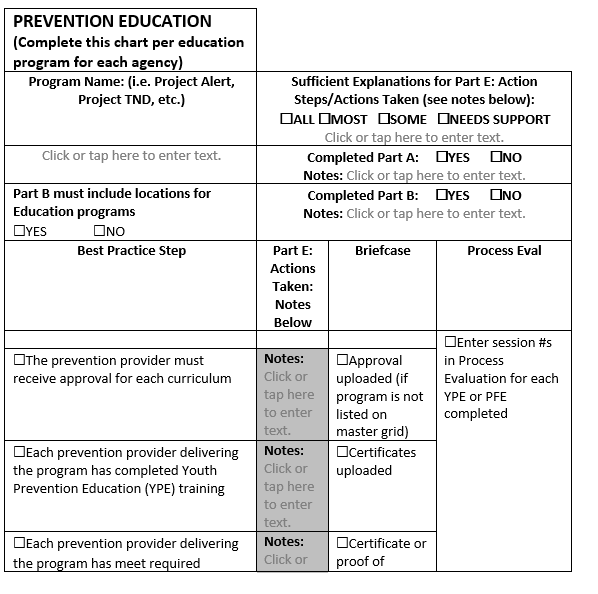 PREVENTION EDUCATION
(Complete this chart per education
program for each agency)
Program Name: (i.e. Project Alert,
Project TND, etc.)
Sufficient Explanations for Part E: Action
Steps/Actions Taken (see notes below):
☐ALL ☐MOST ☐SOME ☐NEEDS SUPPORT
Click or tap here to enter text.
Click or tap here to enter text.
Completed Part A: ☐YES ☐NO
Notes: Click or tap here to enter text.
Part B must include locations for
Education programs
☐YES ☐NO
Completed Part B: ☐YES ☐NO
Notes: Click or tap here to enter text.
Best Practice Step
Part E:
Actions
Taken:
Notes
Below
Briefcase
Process Eval
☐The prevention provider must
receive approval for each curriculum
Notes:
Click or
tap here
to enter
text.
☐Approval
uploaded (if
program is not
listed on
master grid)
☐Enter session #s
in Process
Evaluation for each
YPE or PFE
completed
☐Each prevention provider delivering
the program has completed Youth
Prevention Education (YPE) training
Notes:
Click or
tap here
to enter
text.
☐Certificates
uploaded
☐Each prevention provider delivering
the program has meet required
Notes:
Click or
☐Certificate or
proof of